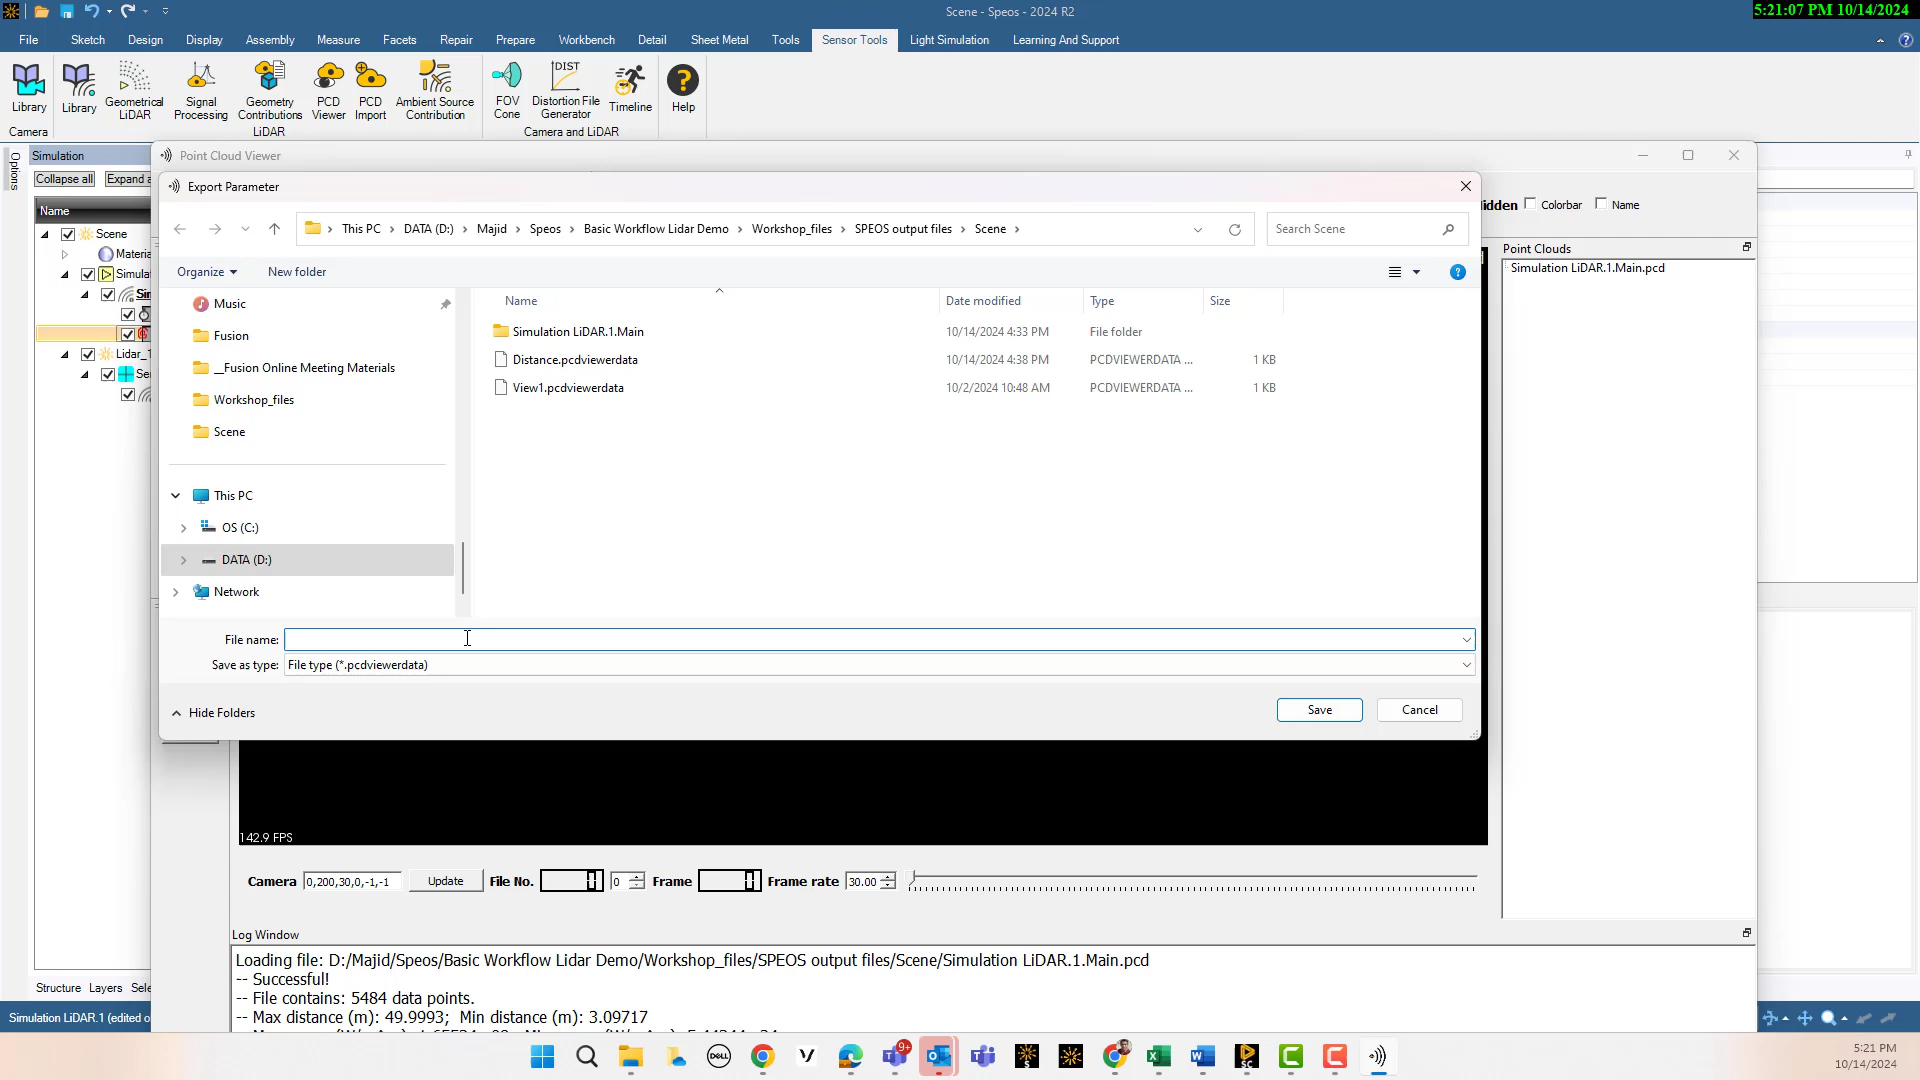 Scene - Speos - 2024 R2
5:21:07 PM 10/14/2024
File Sketch Design Display Assembly Measure Facets Repair Prepare Workbench Detail Sheet Metal Tools Sensor Tools Light Simulation Learning And Support
Library Library Geometrical LiDAR Signal Processing Geometry Contributions PCD Viewer PCD Import Ambient Source Contribution FOV Cone DIST Distortion File Generator Timeline Help
Camera LiDAR Camera and LiDAR
Options
Simulation
Collapse all Expand a
Name
Scene
Materia
Simulat
Sin
Lidar_1
Se
Structure Layers Sele
Simulation LiDAR.1 (edited o
Point Cloud Viewer
idden Colorbar Name
Point Clouds
Simulation LiDAR.1.Main.pcd
Export Parameter
This PC DATA (D:) Majid Speos Basic Workflow Lidar Demo Workshop_files SPEOS output files Scene
Search Scene
Organize New folder
Music
Fusion
__Fusion Online Meeting Materials
Workshop_files
Scene
This PC
OS (C:)
DATA (D:)
Network
Name Date modified Type Size
Simulation LiDAR.1.Main 10/14/2024 4:33 PM File folder
Distance.pcdviewerdata 10/14/2024 4:38 PM PCDVIEWERDATA ... 1 KB
View1.pcdviewerdata 10/2/2024 10:48 AM PCDVIEWERDATA ... 1 KB
File name:
Save as type: File type (*.pcdviewerdata)
Hide Folders Save Cancel
142.9 FPS
Camera 0,200,30,0,-1,-1 Update File No. 0 0 Frame 0 Frame rate 30.00
Log Window
Loading file: D:/Majid/Speos/Basic Workflow Lidar Demo/Workshop_files/SPEOS output files/Scene/Simulation LiDAR.1.Main.pcd
-- Successful!
-- File contains: 5484 data points.
-- Max distance (m): 49.9993; Min distance (m): 3.09717
DELL
9+
5:21 PM
10/14/2024